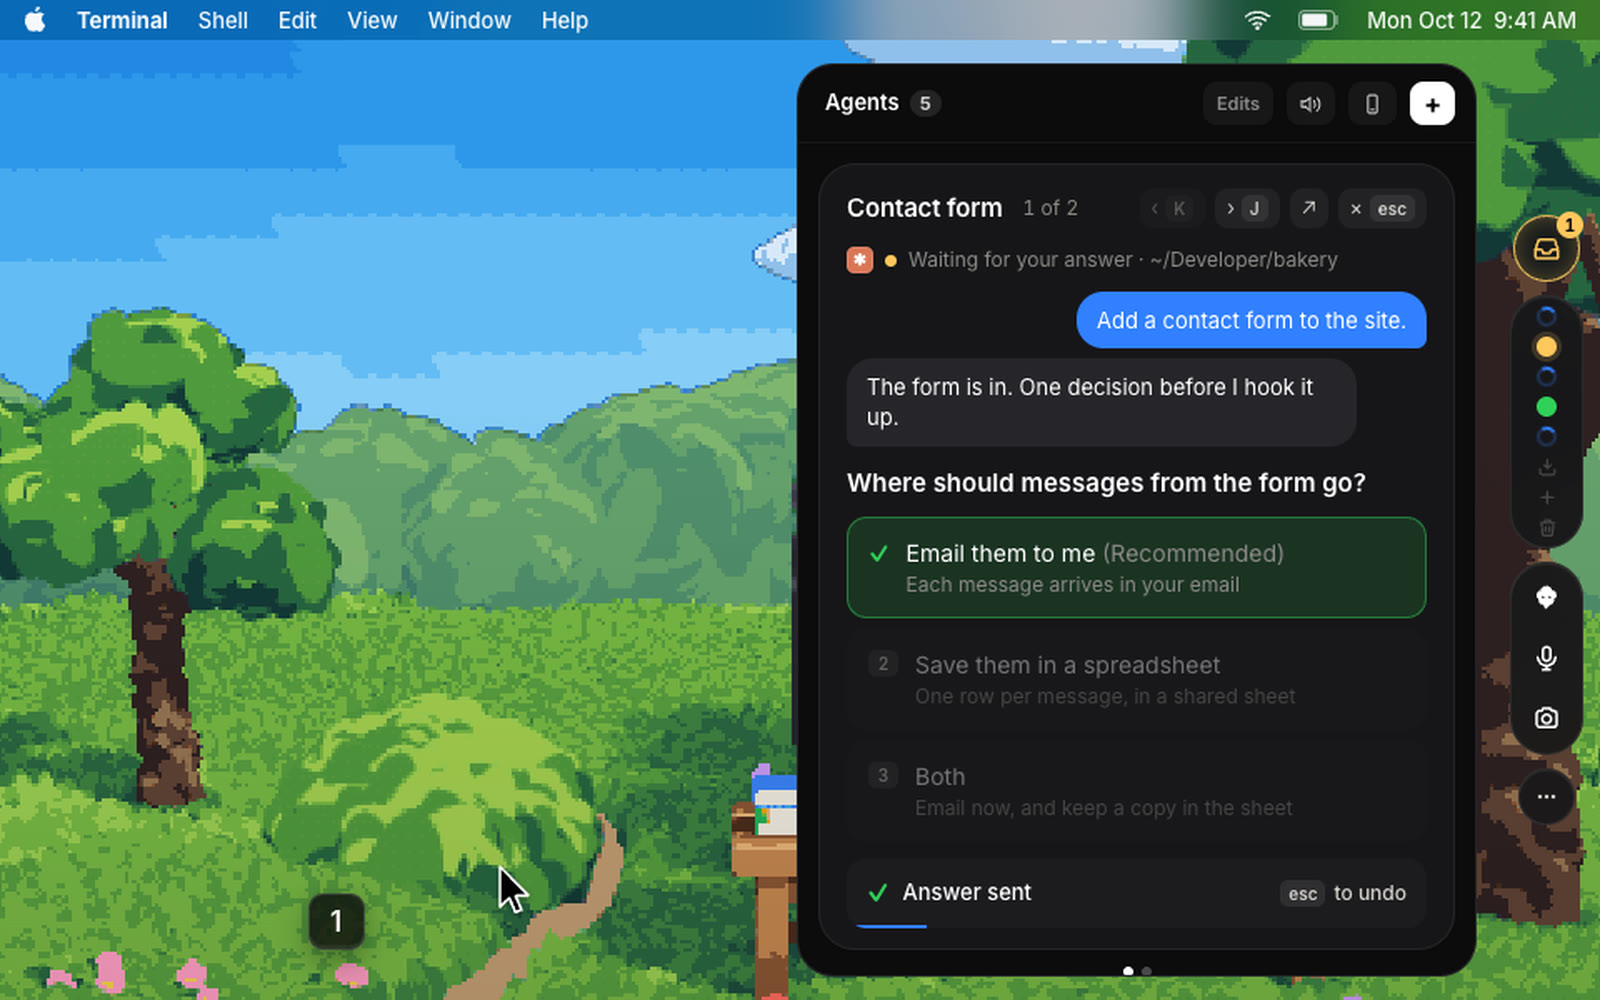 Terminal Shell Edit View Window Help Mon Oct 12 9:41 AM
Agents 5 Edits +
Contact form 1 of 2 ‹ K › J ↗ × esc
Waiting for your answer · ~/Developer/bakery
Add a contact form to the site.
The form is in. One decision before I hook it
up.
Where should messages from the form go?
Email them to me (Recommended)
Each message arrives in your email
2 Save them in a spreadsheet
One row per message, in a shared sheet
3 Both
Email now, and keep a copy in the sheet
Answer sent esc to undo
1
1